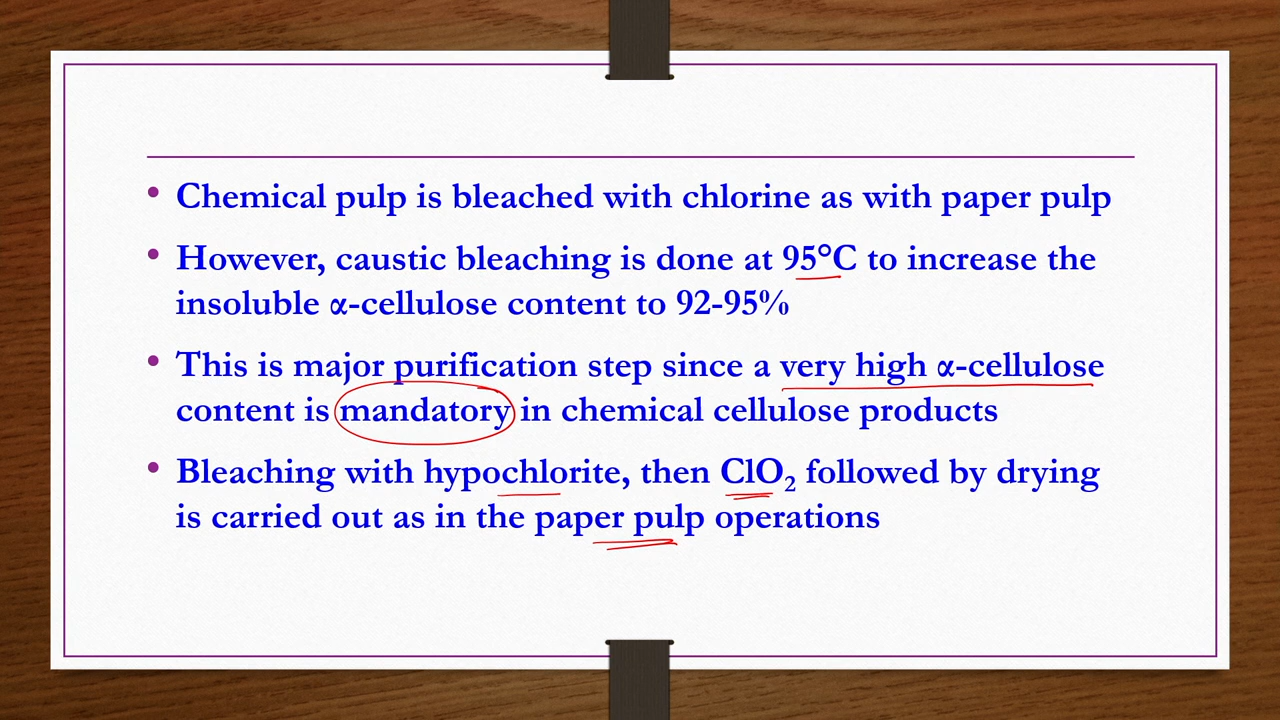 • Chemical pulp is bleached with chlorine as with paper pulp
• However, caustic bleaching is done at 95°C to increase the
insoluble α-cellulose content to 92-95%
• This is major purification step since a very high α-cellulose
content is mandatory in chemical cellulose products
• Bleaching with hypochlorite, then ClO₂ followed by drying
is carried out as in the paper pulp operations